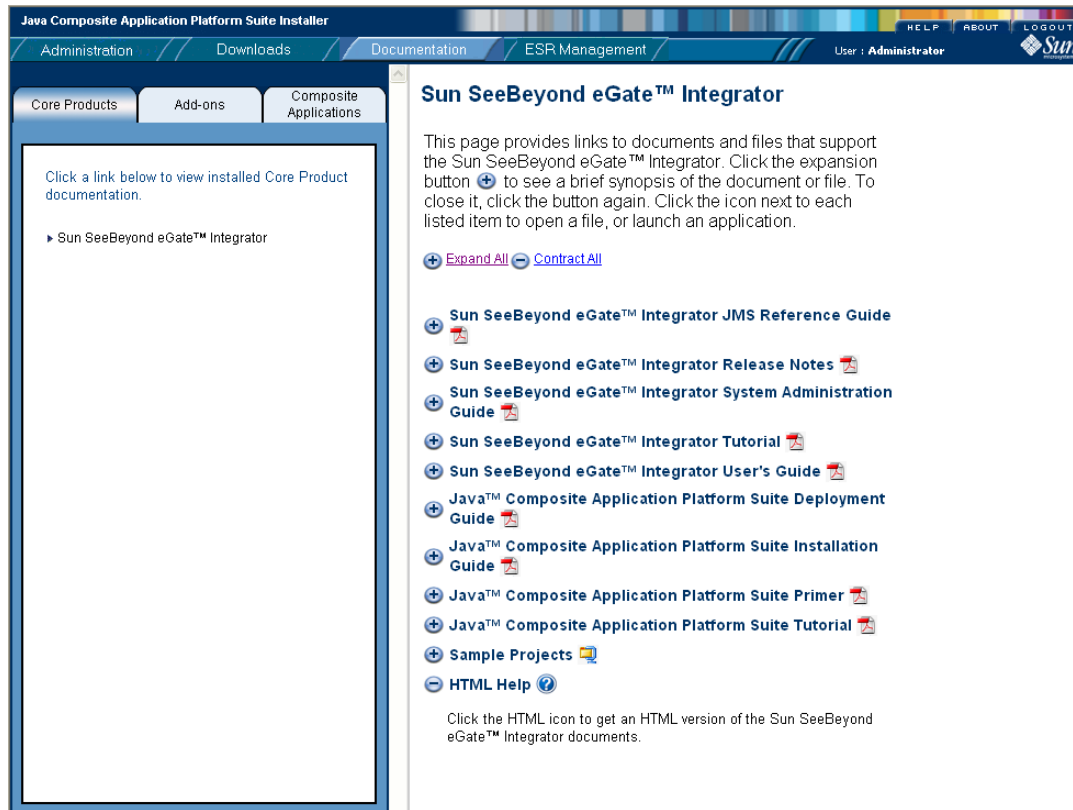 Java Composite Application Platform Suite Installer
HELP ABOUT LOGOUT
Administration Downloads Documentation ESR Management User : Administrator Sun
microsystems
Core Products Add-ons Composite Applications
Click a link below to view installed Core Product
documentation.
Sun SeeBeyond eGate™ Integrator
Sun SeeBeyond eGate™ Integrator
This page provides links to documents and files that support
the Sun SeeBeyond eGate™ Integrator. Click the expansion
button to see a brief synopsis of the document or file. To
close it, click the button again. Click the icon next to each
listed item to open a file, or launch an application.
Expand All Contract All
Sun SeeBeyond eGate™ Integrator JMS Reference Guide
Sun SeeBeyond eGate™ Integrator Release Notes
Sun SeeBeyond eGate™ Integrator System Administration
Guide
Sun SeeBeyond eGate™ Integrator Tutorial
Sun SeeBeyond eGate™ Integrator User's Guide
Java™ Composite Application Platform Suite Deployment
Guide
Java™ Composite Application Platform Suite Installation
Guide
Java™ Composite Application Platform Suite Primer
Java™ Composite Application Platform Suite Tutorial
Sample Projects
HTML Help
Click the HTML icon to get an HTML version of the Sun SeeBeyond
eGate™ Integrator documents.